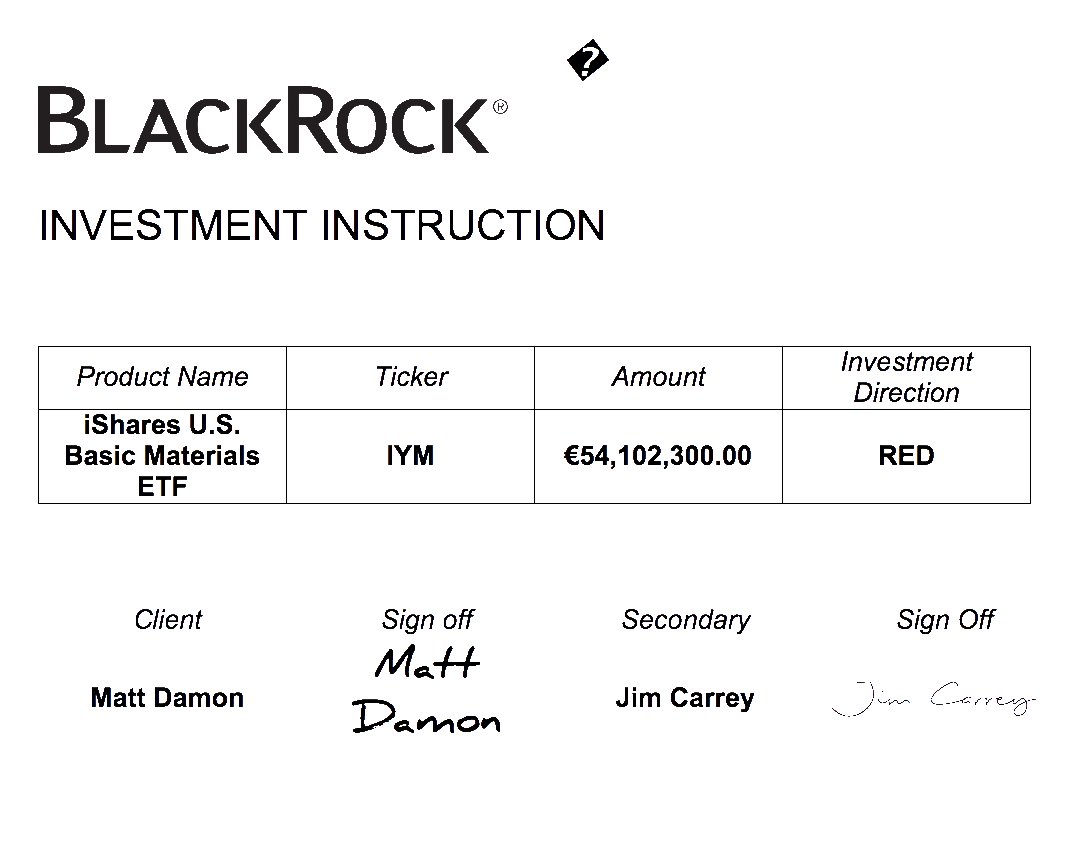 �
BLACKROCK®
INVESTMENT INSTRUCTION
Product Name Ticker Amount Investment Direction
iShares U.S. Basic Materials ETF IYM €54,102,300.00 RED
Client Sign off Secondary Sign Off
Matt Damon Matt Damon Jim Carrey Jim Carrey